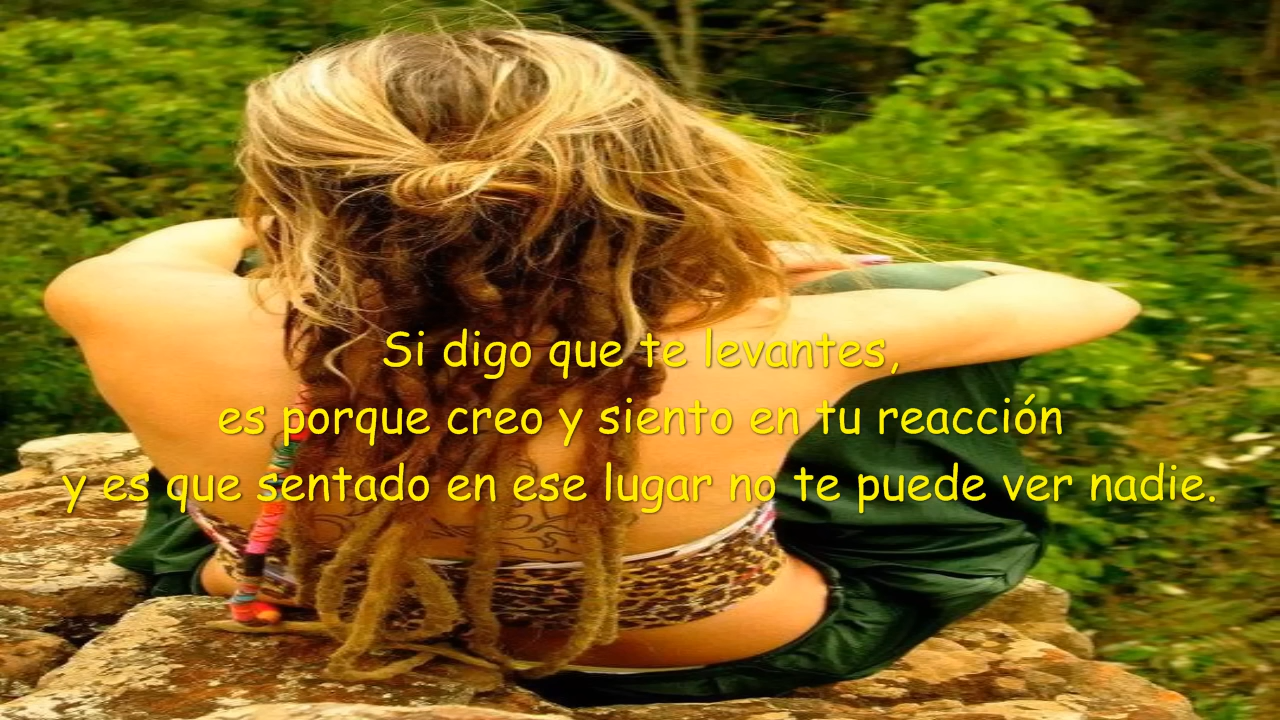 Si digo que te levantes,
es porque creo y siento en tu reacción
y es que sentado en ese lugar no te puede ver nadie.